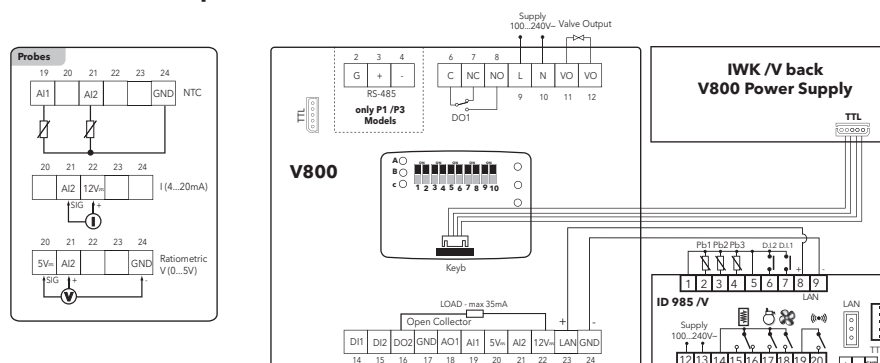 Probes
19 20 21 22 23 24
AI1 AI2 GND NTC
20 21 22 23 24
AI2 12V I (4...20mA)
SIG +
I
20 21 22 23 24
5V AI2 GND Ratiometric
V (0...5V)
SIG + -
V
Supply
100...240V~ Valve Output
2 3 4 6 7 8
G + - C NC NO L N VO VO
RS-485 9 10 11 12
only P1 /P3
Models
DO1
TTL
V800
A
B
C
1 2 3 4 5 6 7 8 9 10
Keyb
LOAD - max 35mA
Open Collector + -
DI1 DI2 DO2 GND AO1 AI1 5V AI2 12V LAN GND
14 15 16 17 18 19 20 21 22 23 24
IWK /V back
V800 Power Supply
TTL
Pb1 Pb2 Pb3 D.I.2 D.I.1 + -
1 2 3 4 5 6 7 8 9
LAN
ID 985 /V
LAN
Supply
100...240V~
12 13 14 15 16 17 18 19 20